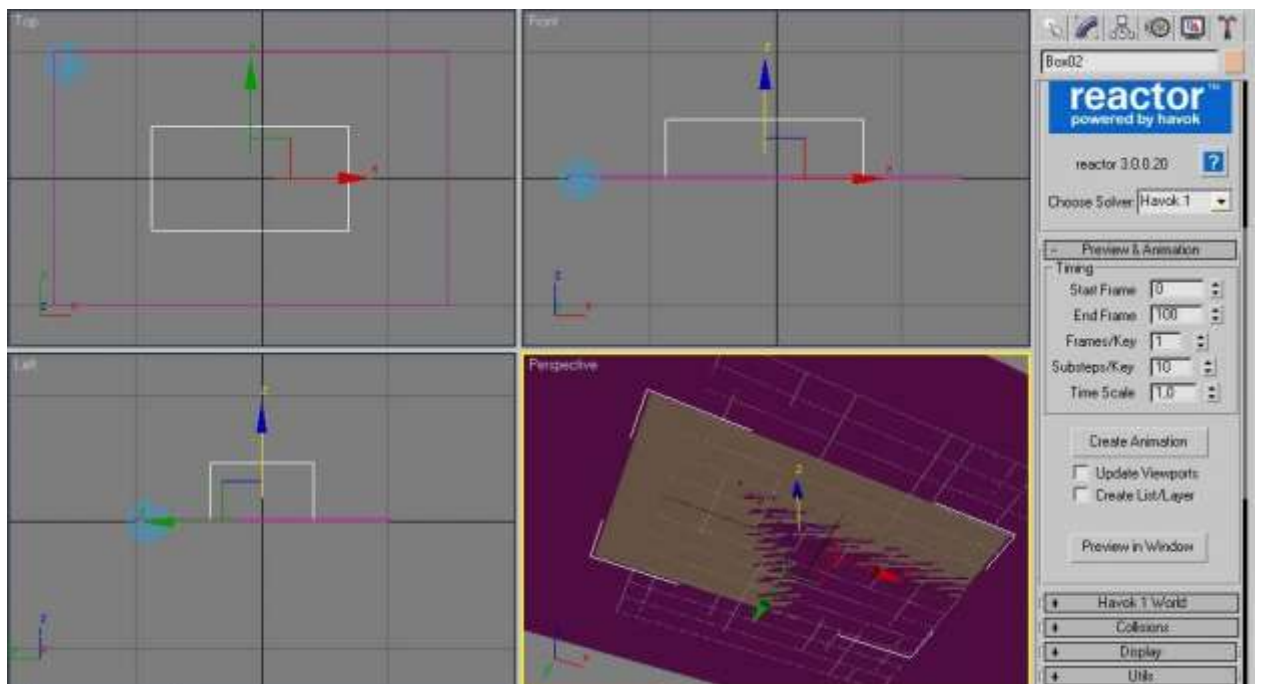 Top
Front
Left
Perspective
Box02
reactor™
powered by havok
reactor 3.0.0.20
?
Choose Solver: Havok 1
- Preview & Animation
Timing
Start Frame 0
End Frame 100
Frames/Key 1
Substeps/Key 10
Time Scale 1.0
Create Animation
Update Viewports
Create List/Layer
Preview in Window
+ Havok 1 World
+ Collisions
+ Display
+ Utils